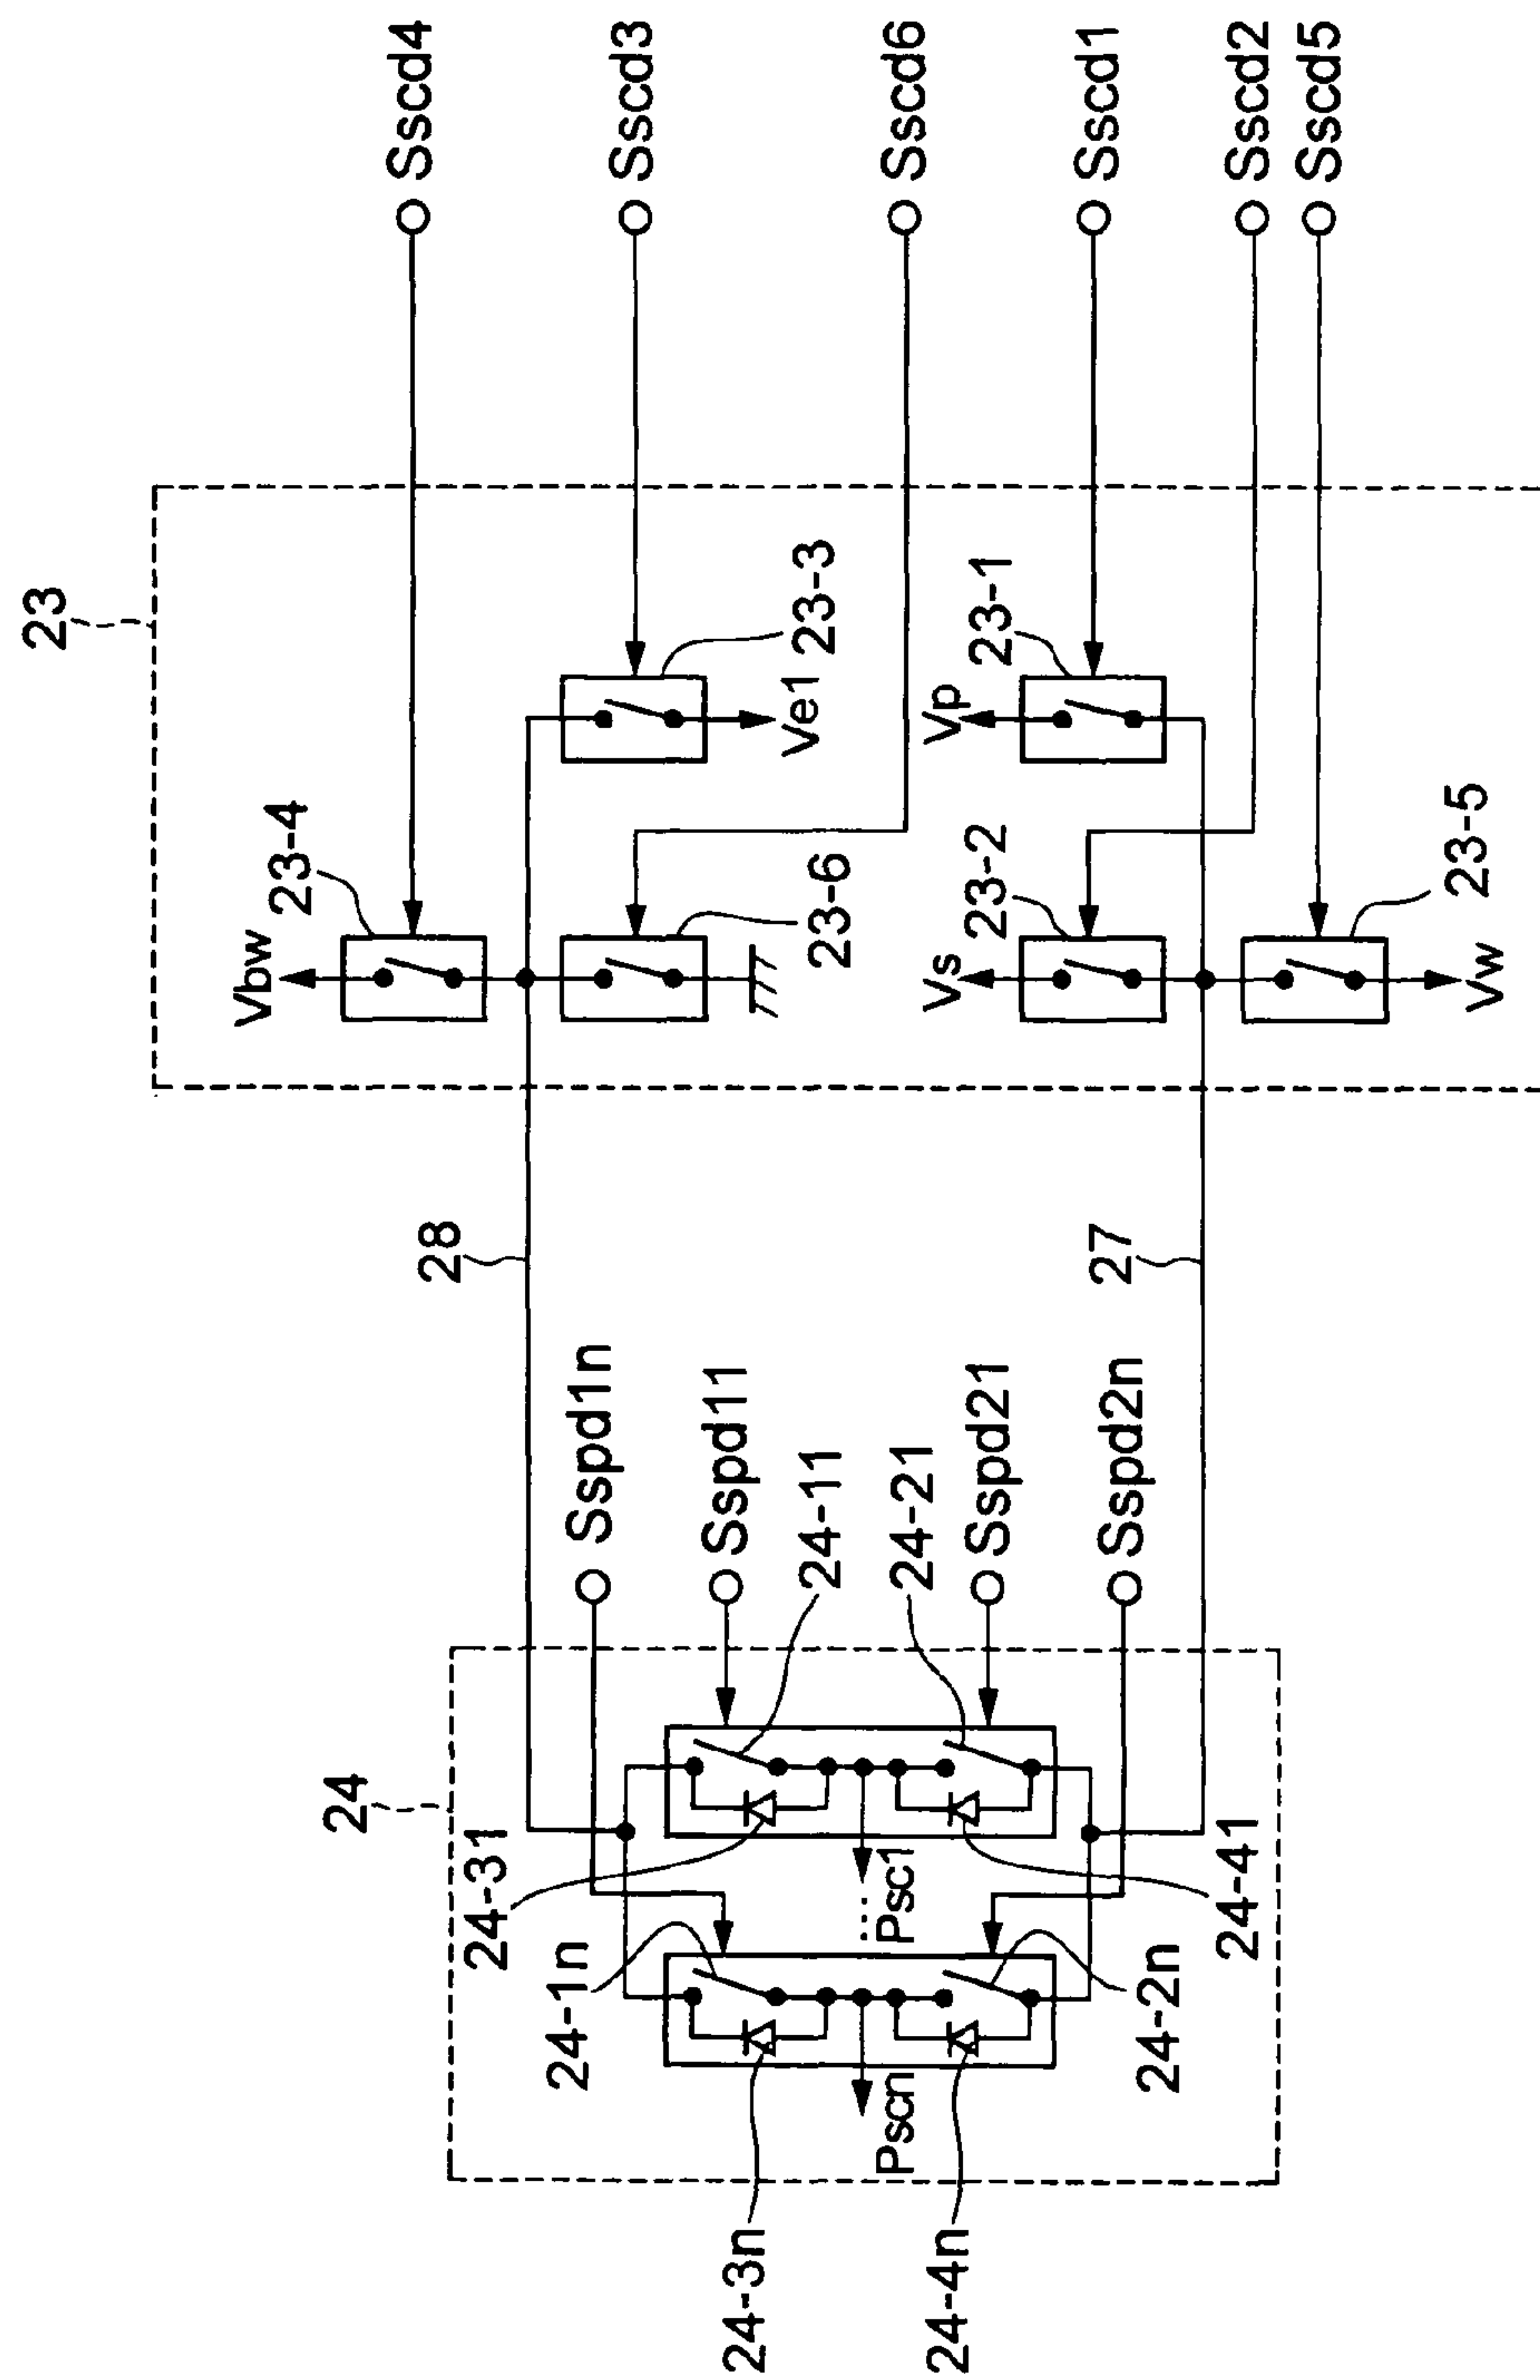 23
Sscd4
Sscd3
Sscd6
Sscd1
Sscd2
Sscd5
23-4
Vbw
23-3
Ve1
23-6
23-1
Vp
23-2
Vs
23-5
Vw
28
27
24
Sspd1n
Sspd11
24-11
24-21
Sspd21
Sspd2n
24-31
24-1n
Psc1
...
Pscn
24-41
24-2n
24-3n
24-4n